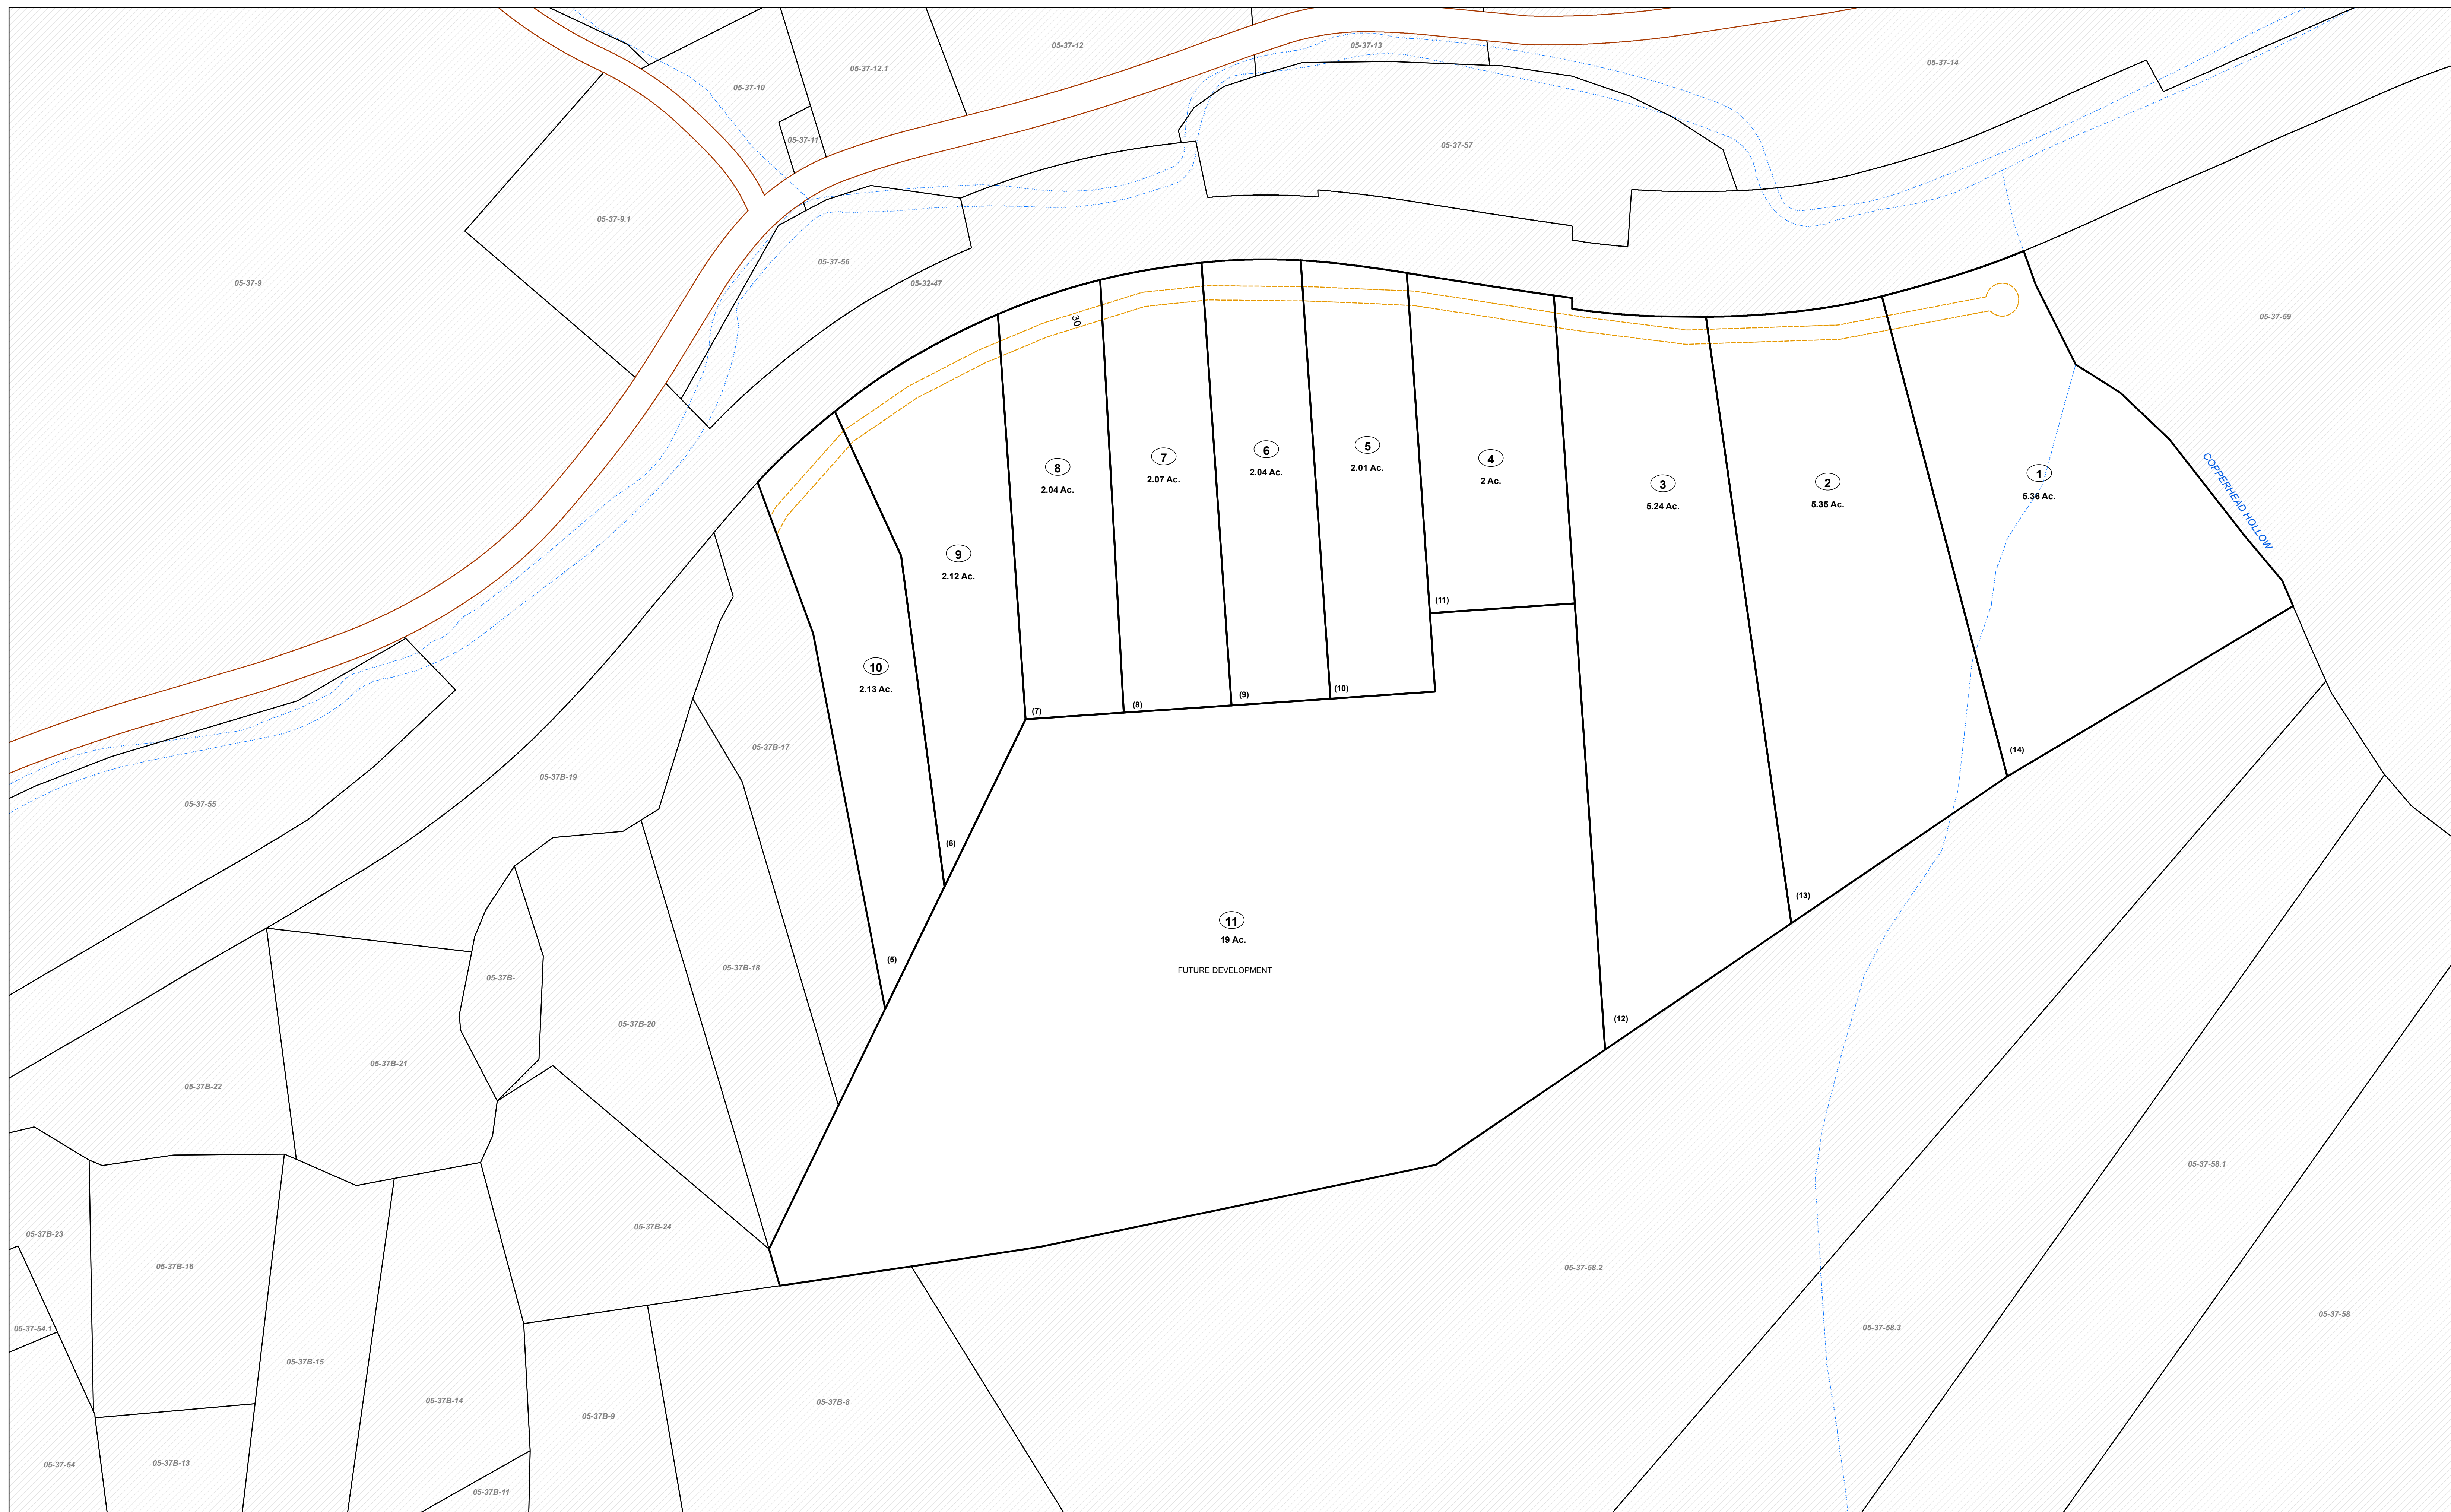 05-37-12
05-37-13
05-37-14
05-37-12.1
05-37-10
05-37-11
05-37-57
05-37-9.1
05-37-56
05-37-9
05-32-47
05-37-59
30
8
2.04 Ac.
7
2.07 Ac.
6
2.04 Ac.
5
2.01 Ac.
4
2 Ac.
3
5.24 Ac.
2
5.35 Ac.
1
5.36 Ac.
COPPERHEAD HOLLOW
9
2.12 Ac.
10
2.13 Ac.
(11)
(10)
(9)
(8)
(7)
(14)
05-37B-17
05-37B-19
05-37-55
(6)
(13)
11
19 Ac.
FUTURE DEVELOPMENT
(5)
05-37B-18
05-37B-
(12)
05-37B-20
05-37B-21
05-37B-22
05-37-58.1
05-37B-24
05-37B-23
05-37B-16
05-37-58.2
05-37-58
05-37-54.1
05-37-58.3
05-37B-15
05-37B-14
05-37B-8
05-37B-9
05-37-54
05-37B-13
05-37B-11